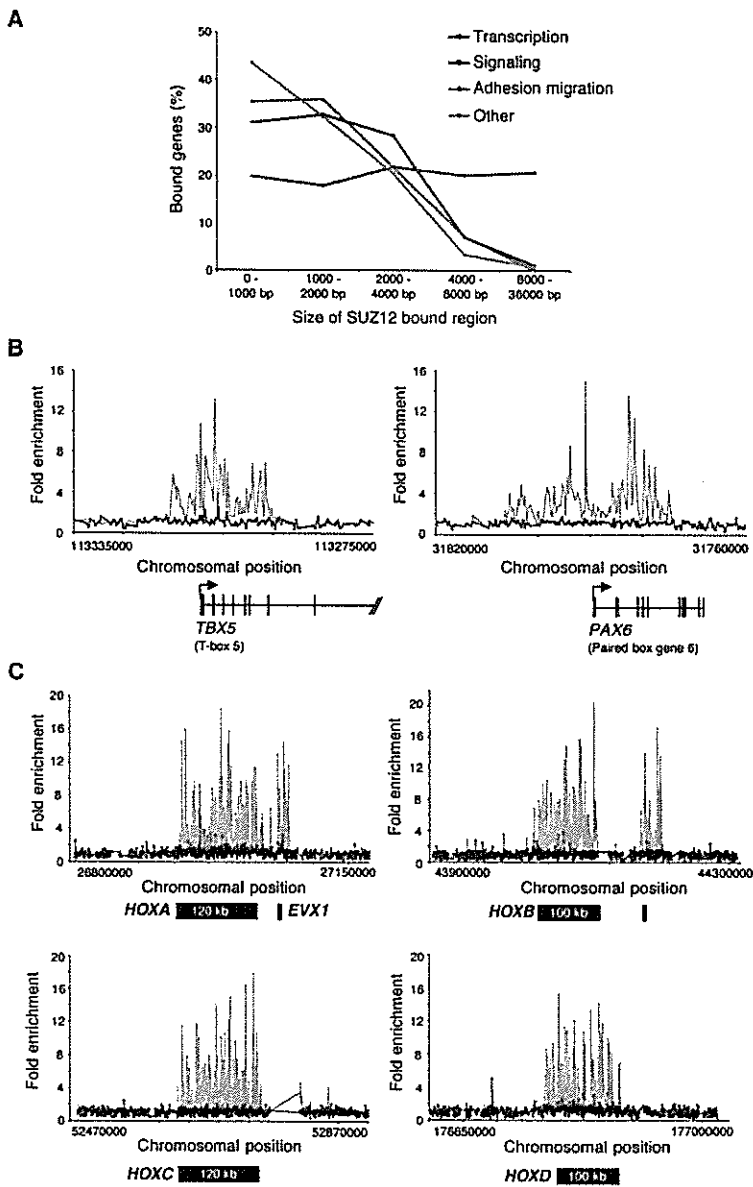 A
Bound genes (%)
50
40
30
20
10
0
Transcription
Signaling
Adhesion migration
Other
0 -
1000 bp
1000 -
2000 bp
2000 -
4000 bp
4000 -
8000 bp
8000 -
36000 bp
Size of SUZ12 bound region
B
Fold enrichment
16
12
8
4
0
113335000
113275000
Chromosomal position
TBX5
(T-box 5)
Fold enrichment
16
12
8
4
0
31820000
31760000
Chromosomal position
PAX6
(Paired box gene 6)
C
Fold enrichment
20
16
12
8
4
0
26800000
27150000
Chromosomal position
HOXA
120 kb
EVX1
Fold enrichment
20
16
12
8
4
0
43900000
44300000
Chromosomal position
HOXB
100 kb
Fold enrichment
20
16
12
8
4
0
52470000
52870000
Chromosomal position
HOXC
120 kb
Fold enrichment
20
16
12
8
4
0
176650000
177000000
Chromosomal position
HOXD
100 kb